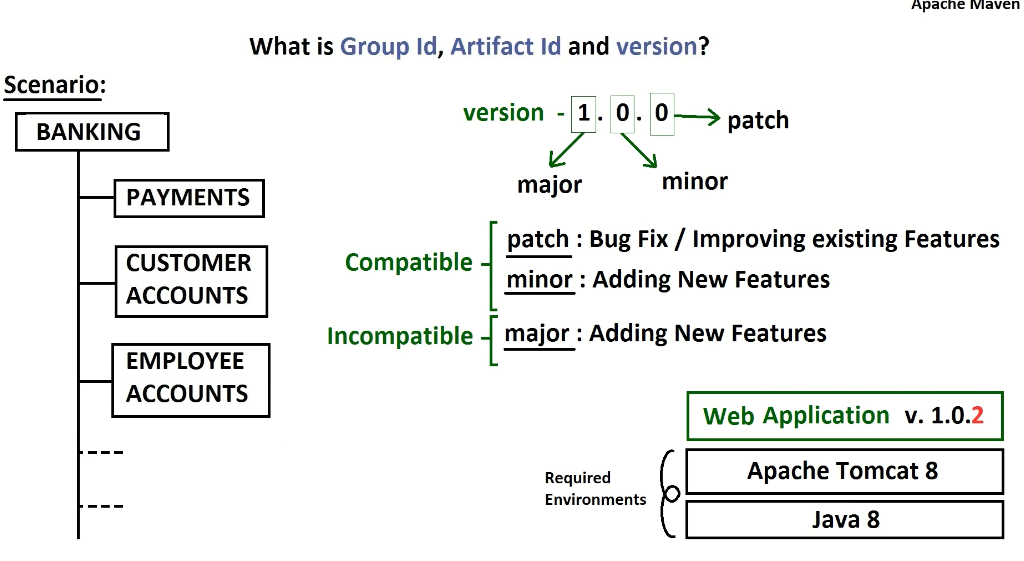 Apache Maven
What is Group Id, Artifact Id and version?
Scenario:
BANKING
PAYMENTS
CUSTOMER
ACCOUNTS
EMPLOYEE
ACCOUNTS
version - 1 . 0 . 0
patch
major
minor
Compatible
patch : Bug Fix / Improving existing Features
minor : Adding New Features
Incompatible
major : Adding New Features
Web Application v. 1.0.2
Required
Environments
Apache Tomcat 8
Java 8